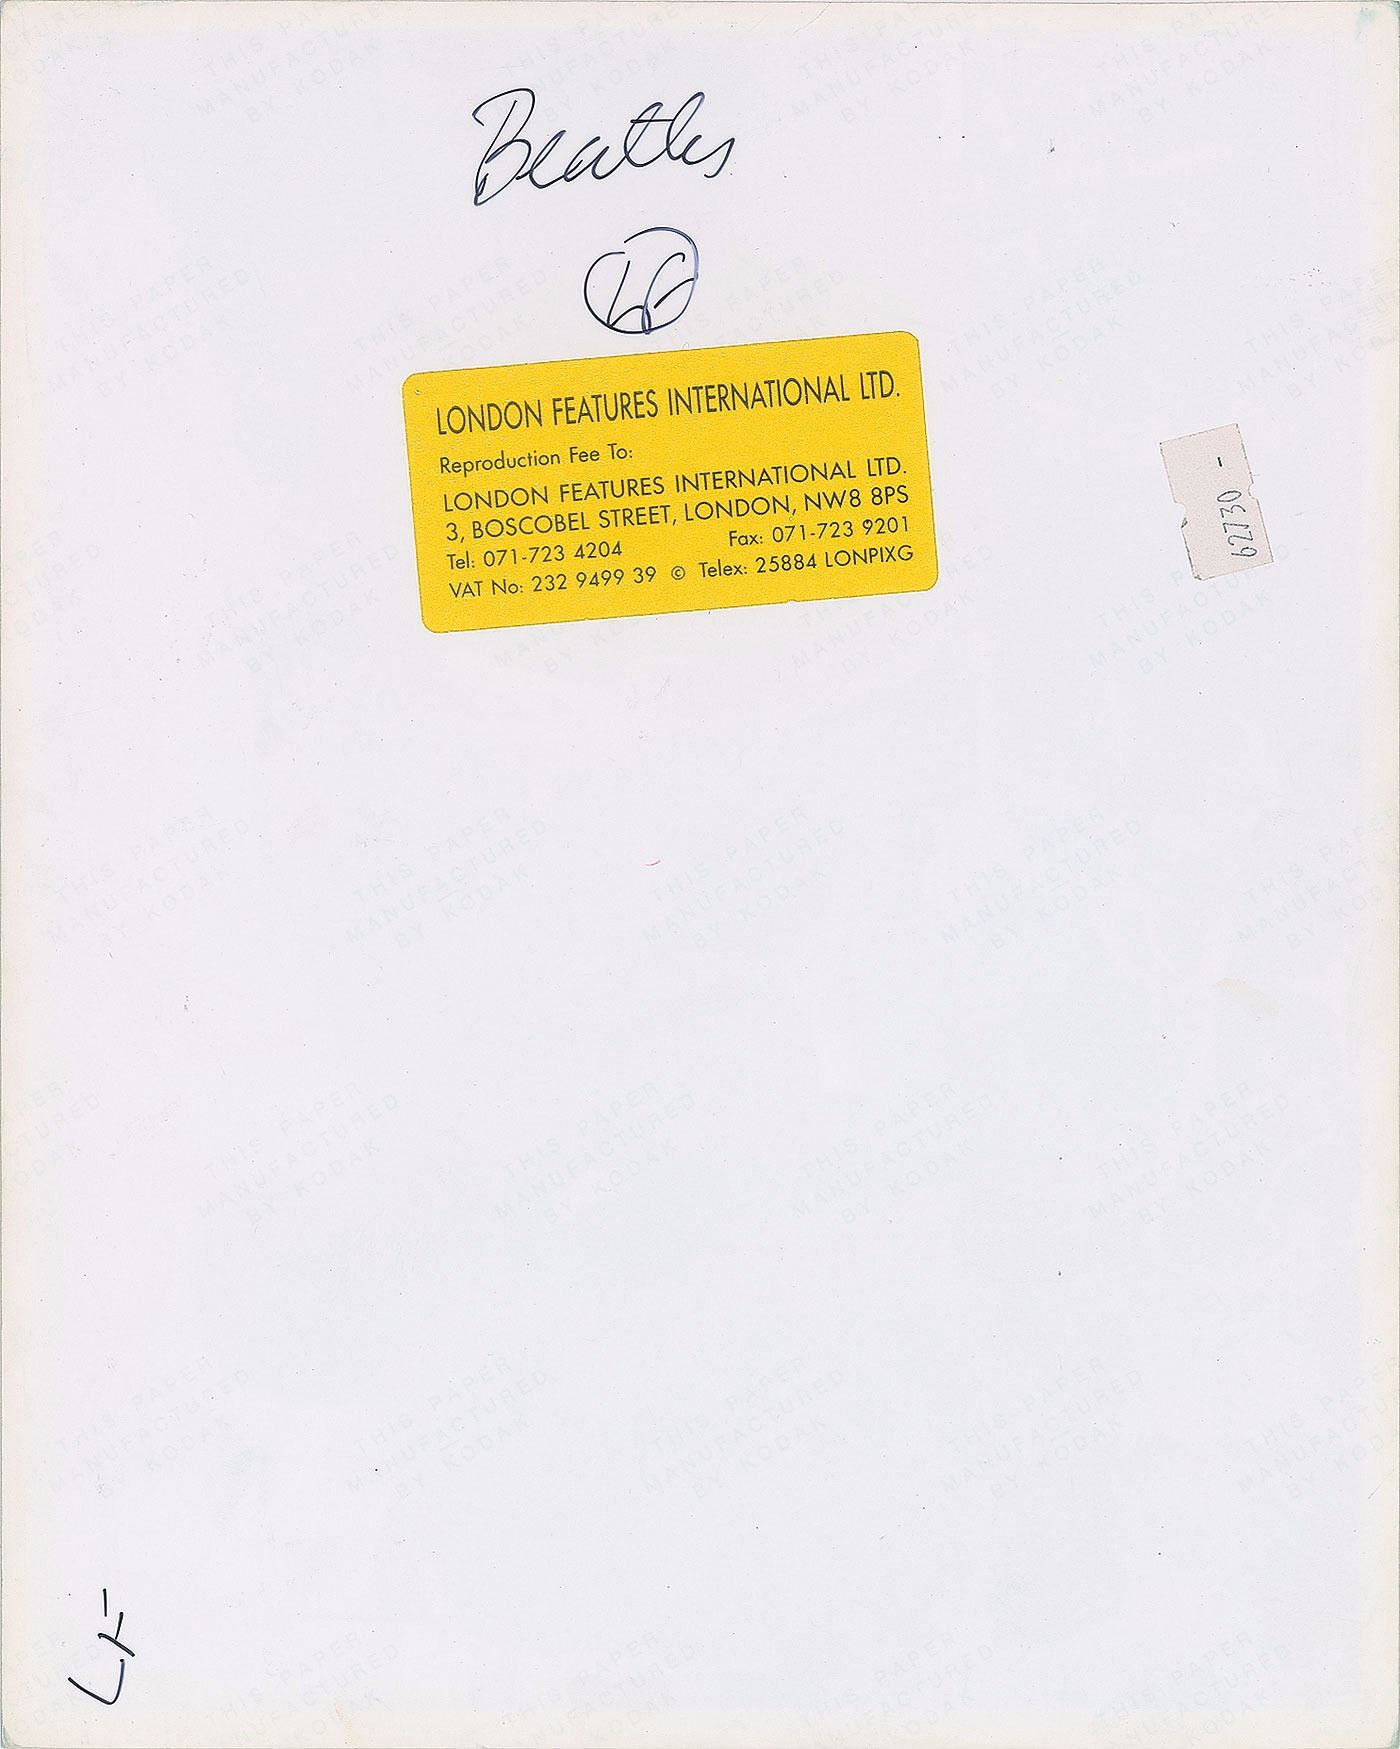 Beatles
LF
LONDON FEATURES INTERNATIONAL LTD.
Reproduction Fee To:
LONDON FEATURES INTERNATIONAL LTD.
3, BOSCOBEL STREET, LONDON, NW8 8PS
Tel: 071-723 4204 Fax: 071-723 9201
VAT No: 232 9499 39 © Telex: 25884 LONPIXG
62730 -
THIS PAPER
MANUFACTURED
BY KODAK